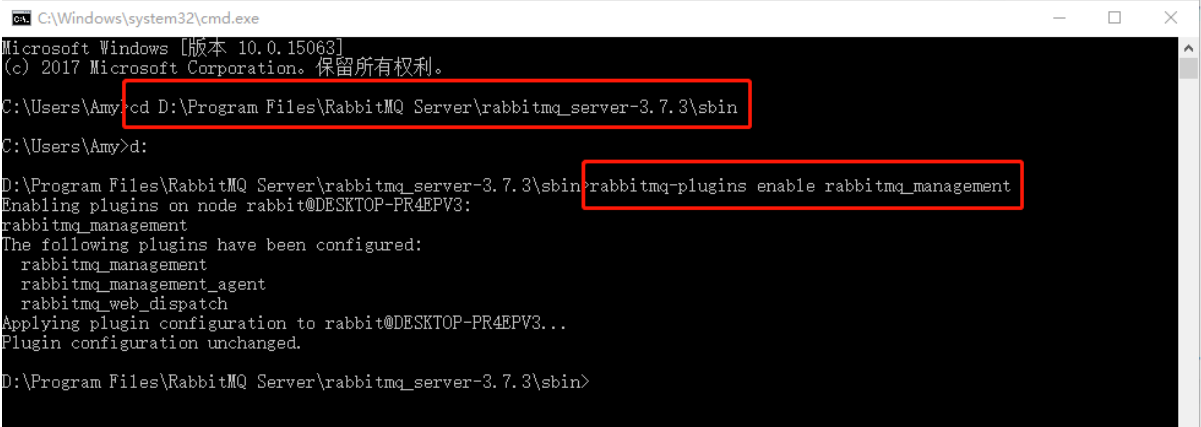 C:\Windows\system32\cmd.exe
Microsoft Windows [版本 10.0.15063]
(c) 2017 Microsoft Corporation。保留所有权利。
C:\Users\Amy>cd D:\Program Files\RabbitMQ Server\rabbitmq_server-3.7.3\sbin
C:\Users\Amy>d:
D:\Program Files\RabbitMQ Server\rabbitmq_server-3.7.3\sbin>rabbitmq-plugins enable rabbitmq_management
Enabling plugins on node rabbit@DESKTOP-PR4EPV3:
rabbitmq_management
The following plugins have been configured:
  rabbitmq_management
  rabbitmq_management_agent
  rabbitmq_web_dispatch
Applying plugin configuration to rabbit@DESKTOP-PR4EPV3...
Plugin configuration unchanged.
D:\Program Files\RabbitMQ Server\rabbitmq_server-3.7.3\sbin>